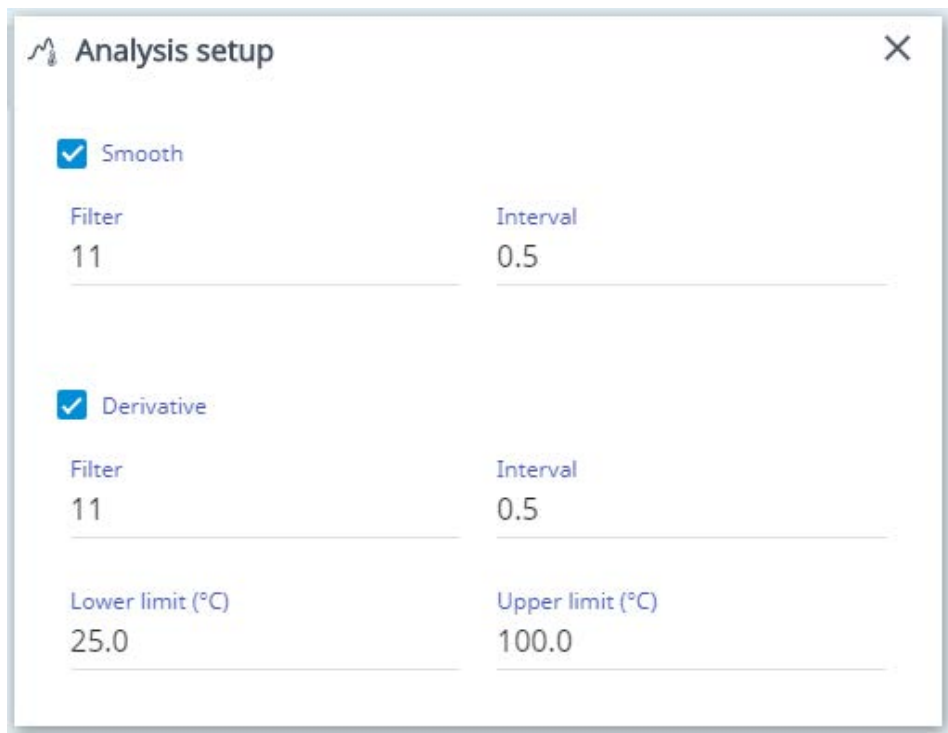 Analysis setup
Smooth
Filter Interval
11 0.5
Derivative
Filter Interval
11 0.5
Lower limit (°C) Upper limit (°C)
25.0 100.0